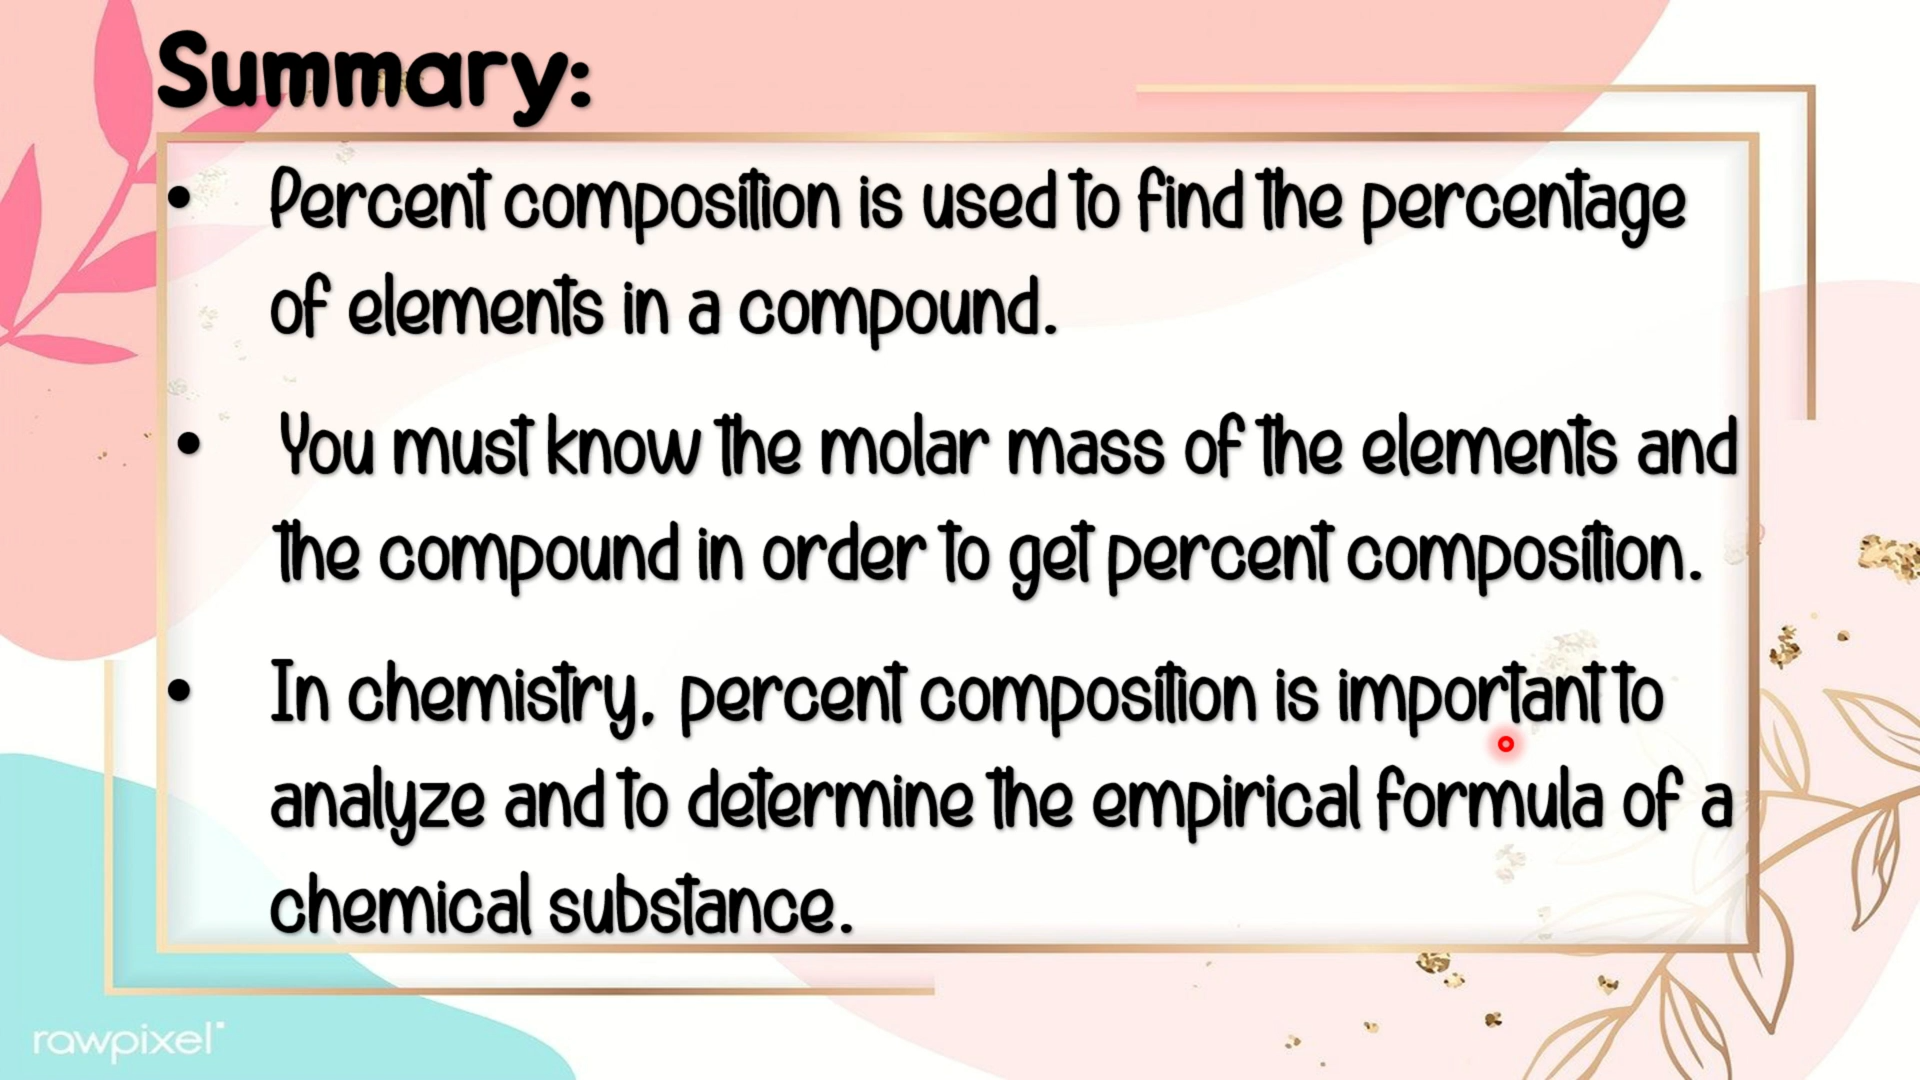 Summary:
• Percent composition is used to find the percentage
of elements in a compound.
• You must know the molar mass of the elements and
the compound in order to get percent composition.
• In chemistry, percent composition is important to
analyze and to determine the empirical formula of a
chemical substance.
rawpixel